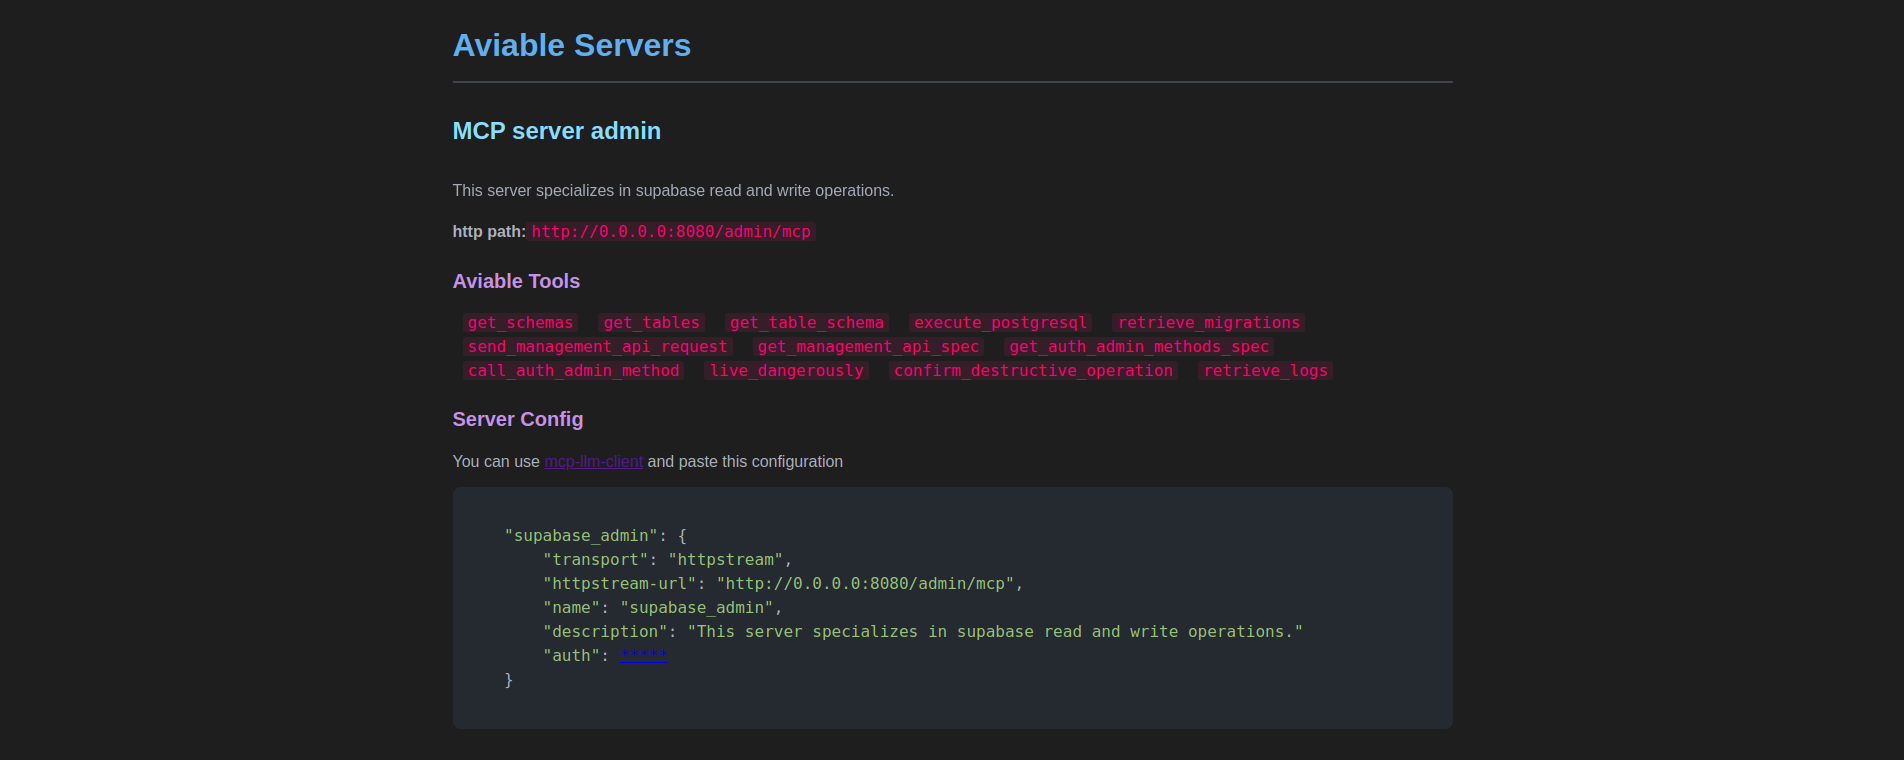 Aviable Servers
MCP server admin
This server specializes in supabase read and write operations.
http path: http://0.0.0.0:8080/admin/mcp
Aviable Tools
get_schemas get_tables get_table_schema execute_postgresql retrieve_migrations
send_management_api_request get_management_api_spec get_auth_admin_methods_spec
call_auth_admin_method live_dangerously confirm_destructive_operation retrieve_logs
Server Config
You can use mcp-llm-client and paste this configuration
"supabase_admin": {
    "transport": "httpstream",
    "httpstream-url": "http://0.0.0.0:8080/admin/mcp",
    "name": "supabase_admin",
    "description": "This server specializes in supabase read and write operations."
    "auth": *****
}